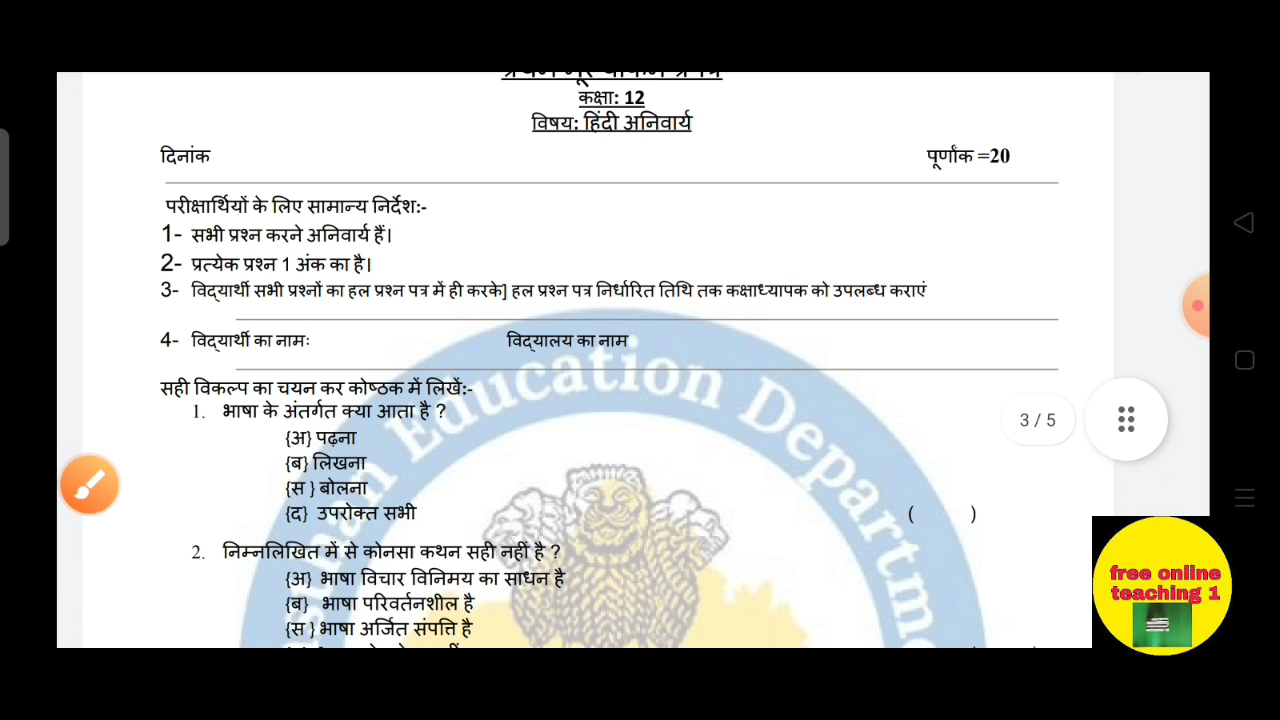 कक्षा: 12
विषय: हिंदी अनिवार्य
दिनांक पूर्णांक =20
परीक्षार्थियों के लिए सामान्य निर्देश:-
1- सभी प्रश्न करने अनिवार्य हैं।
2- प्रत्येक प्रश्न 1 अंक का है।
3- विद्यार्थी सभी प्रश्नों का हल प्रश्न पत्र में ही करके] हल प्रश्न पत्र निर्धारित तिथि तक कक्षाध्यापक को उपलब्ध कराएं
4- विद्यार्थी का नामः विद्यालय का नाम
सही विकल्प का चयन कर कोष्ठक में लिखें:-
1. भाषा के अंतर्गत क्या आता है ?
{अ} पढ़ना
{ब} लिखना
{स } बोलना
{द} उपरोक्त सभी ( )
2. निम्नलिखित में से कोनसा कथन सही नहीं है ?
{अ} भाषा विचार विनिमय का साधन है
{ब} भाषा परिवर्तनशील है
{स } भाषा अर्जित संपत्ति है
Education Department
3 / 5
free online
teaching 1